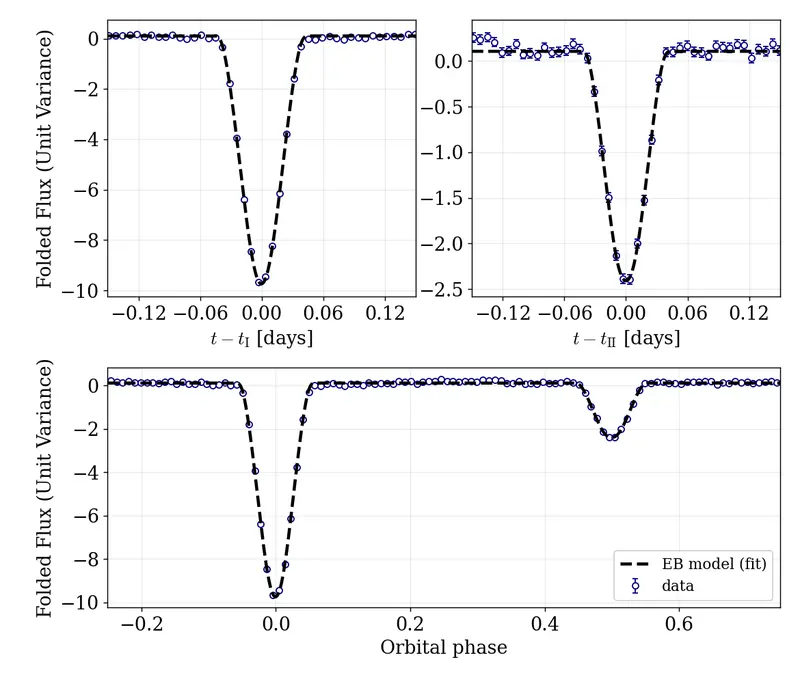 Folded Flux (Unit Variance)
0
−2
−4
−6
−8
−10
−0.12 −0.06 0.00 0.06 0.12
t − tI [days]
0.0
−0.5
−1.0
−1.5
−2.0
−2.5
−0.12 −0.06 0.00 0.06 0.12
t − tII [days]
Folded Flux (Unit Variance)
0
−2
−4
−6
−8
−10
EB model (fit)
data
−0.2 0.0 0.2 0.4 0.6
Orbital phase